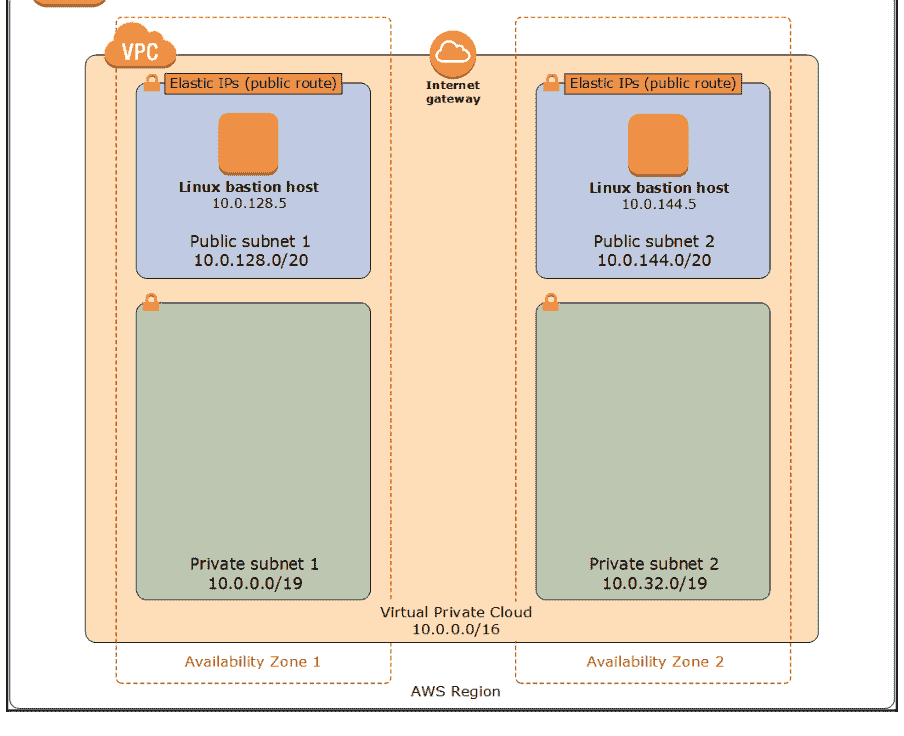 VPC
Internet
gateway
Elastic IPs (public route)
Linux bastion host
10.0.128.5
Public subnet 1
10.0.128.0/20
Elastic IPs (public route)
Linux bastion host
10.0.144.5
Public subnet 2
10.0.144.0/20
Private subnet 1
10.0.0.0/19
Private subnet 2
10.0.32.0/19
Virtual Private Cloud
10.0.0.0/16
Availability Zone 1
Availability Zone 2
AWS Region